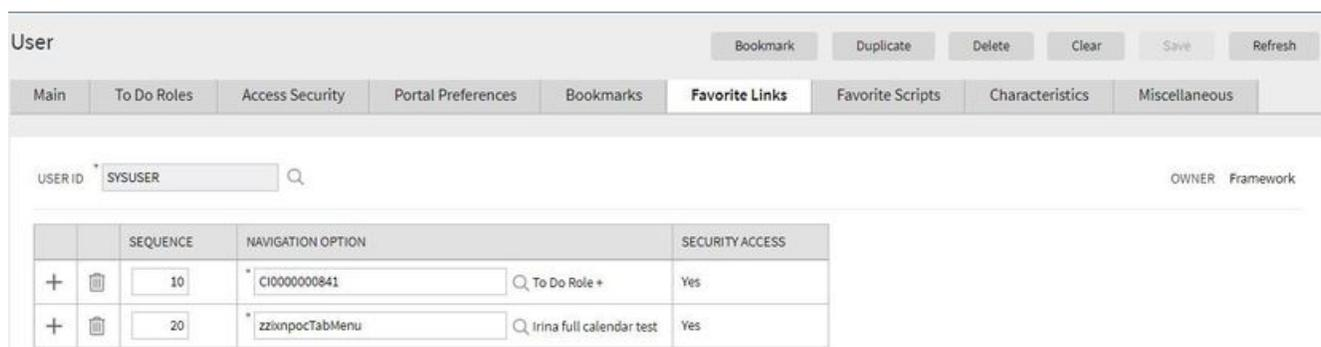 User
Bookmark Duplicate Delete Clear Save Refresh
Main To Do Roles Access Security Portal Preferences Bookmarks Favorite Links Favorite Scripts Characteristics Miscellaneous
USER ID * SYSUSER OWNER Framework
SEQUENCE NAVIGATION OPTION SECURITY ACCESS
+ 10 * CI0000000841 To Do Role + Yes
+ 20 * zzixnpocTabMenu Irina full calendar test Yes